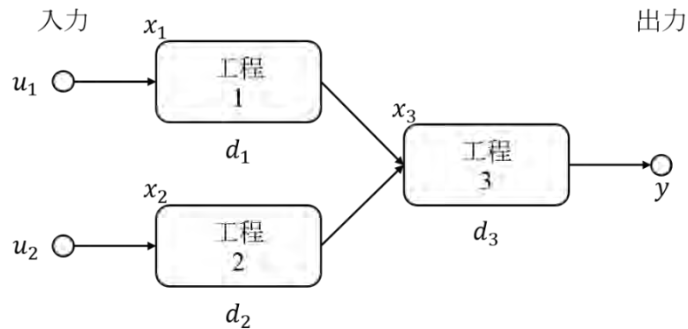 入力
出力
x₁
工程
1
u₁
d₁
x₃
工程
3
y
d₃
x₂
工程
2
u₂
d₂